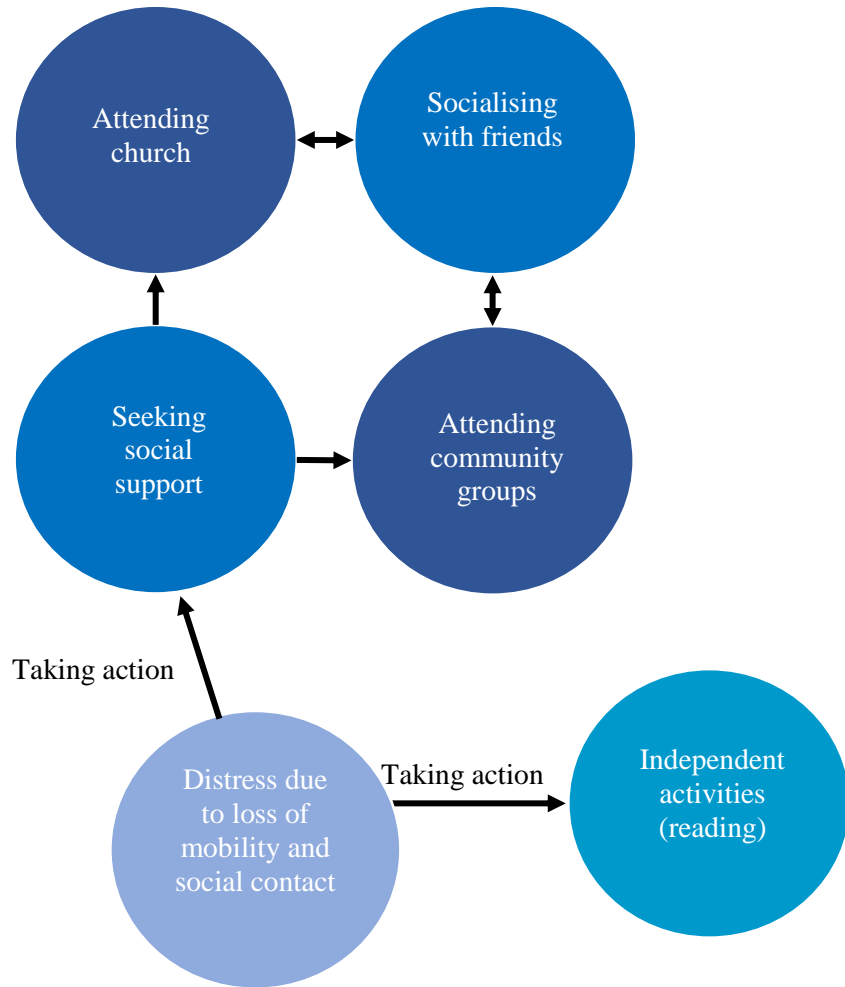 Attending
church
Socialising
with friends
Seeking
social
support
Attending
community
groups
Taking action
Distress due
to loss of
mobility and
social contact
Taking action
Independent
activities
(reading)